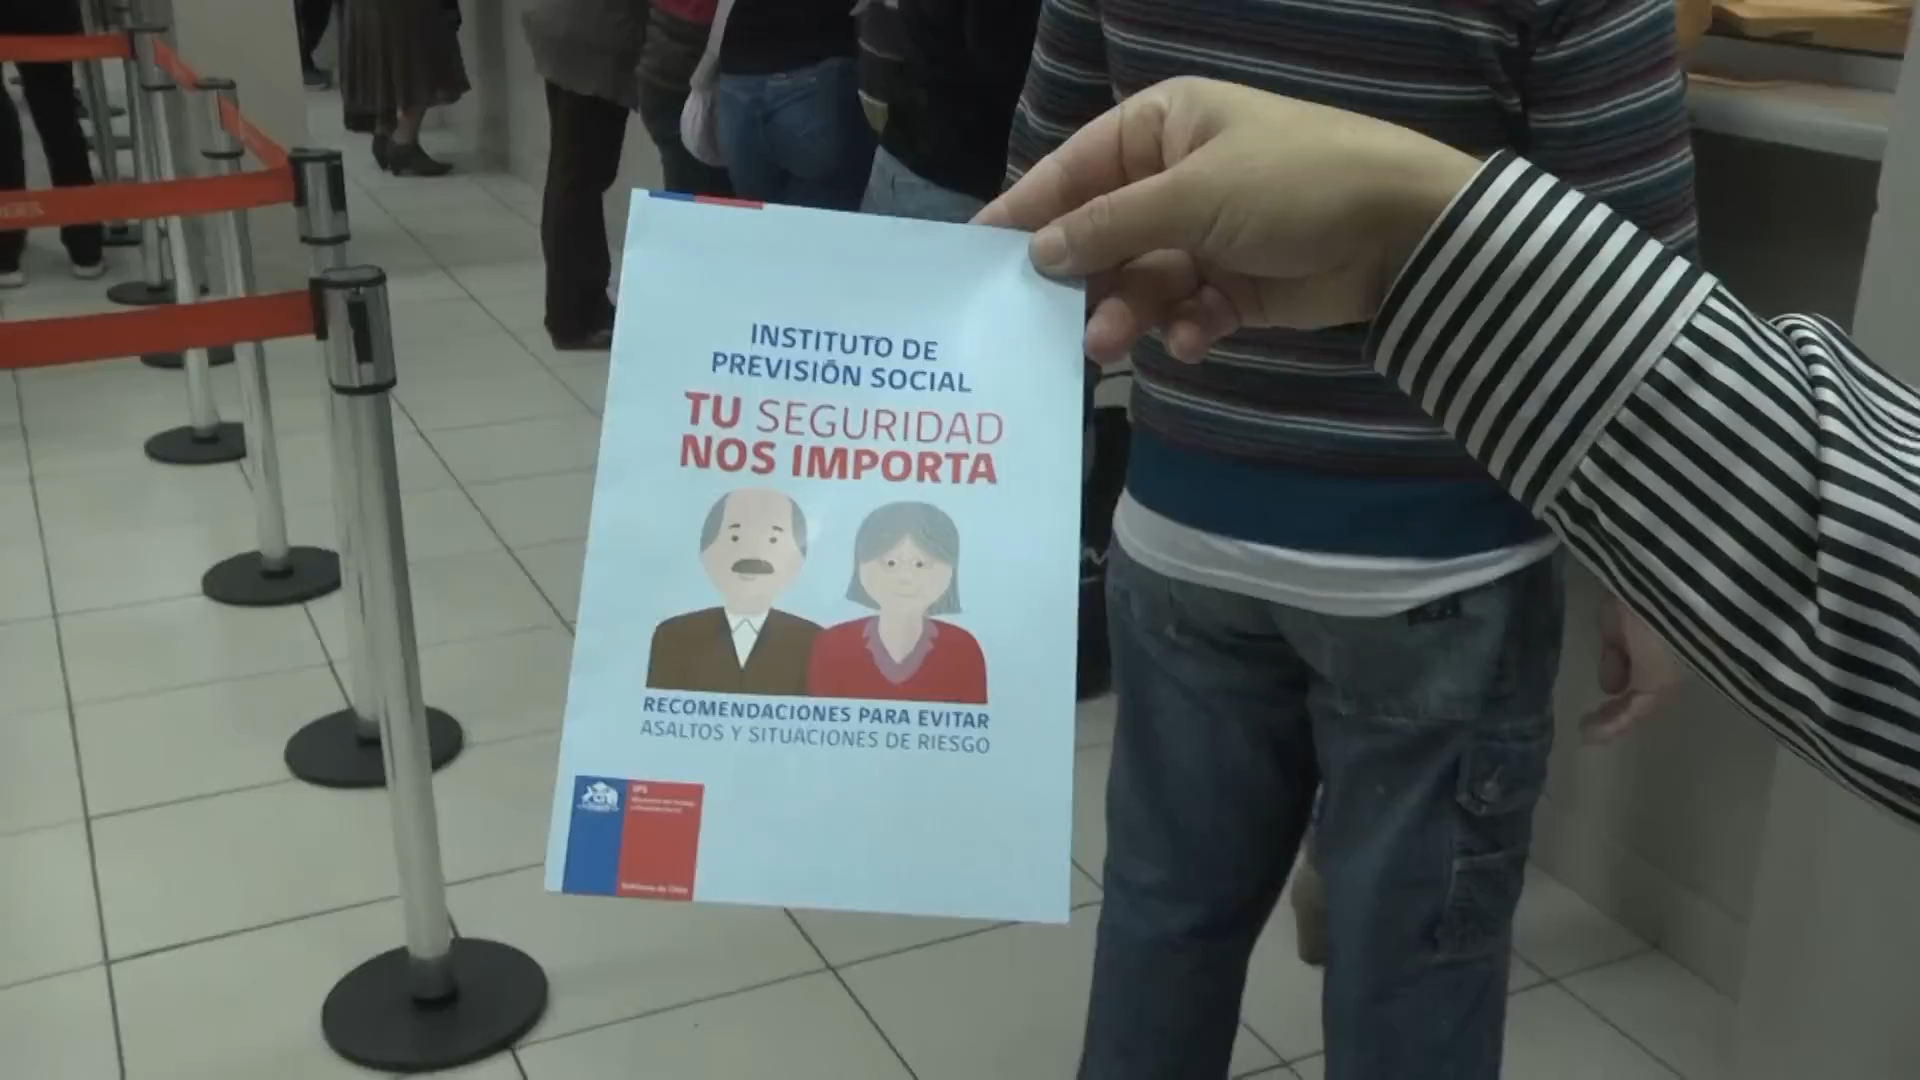 INSTITUTO DE
PREVISIÓN SOCIAL
TU SEGURIDAD
NOS IMPORTA
RECOMENDACIONES PARA EVITAR
ASALTOS Y SITUACIONES DE RIESGO
IPS
Gobierno de Chile